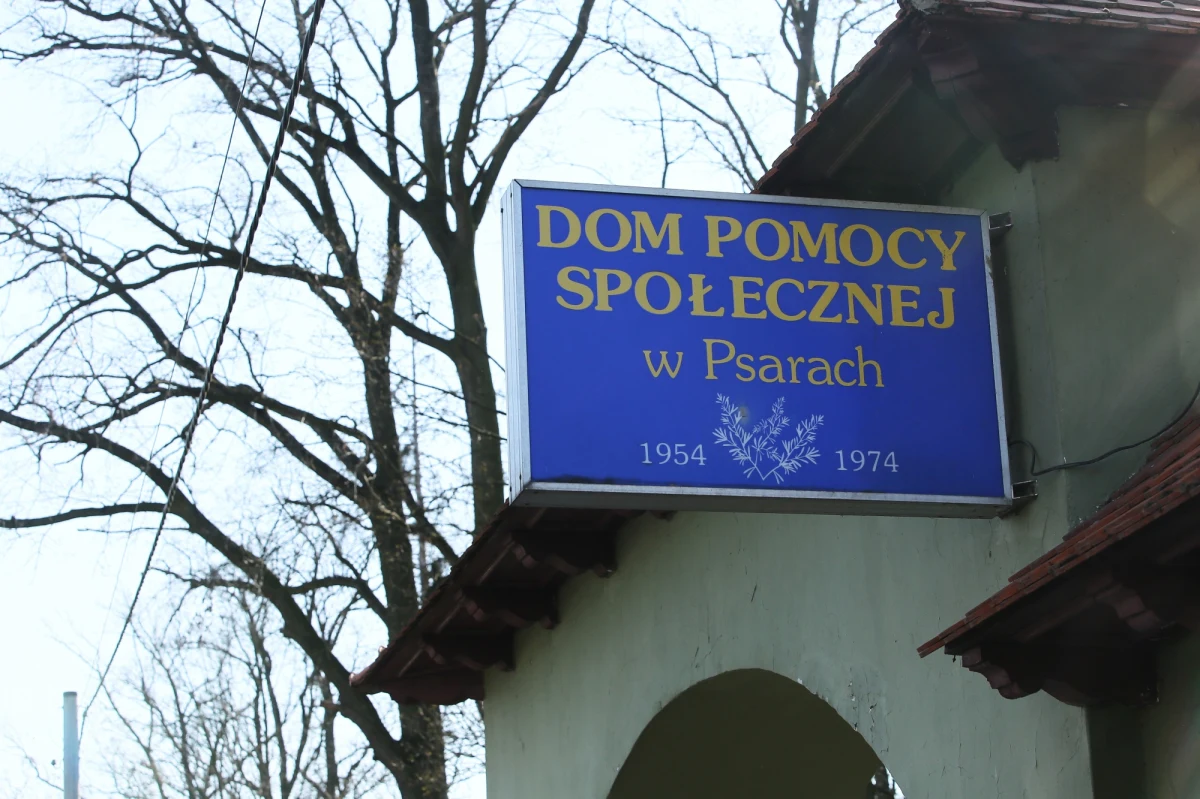 DOM POMOCY
SPOŁECZNEJ
w Psarach
1954 1974